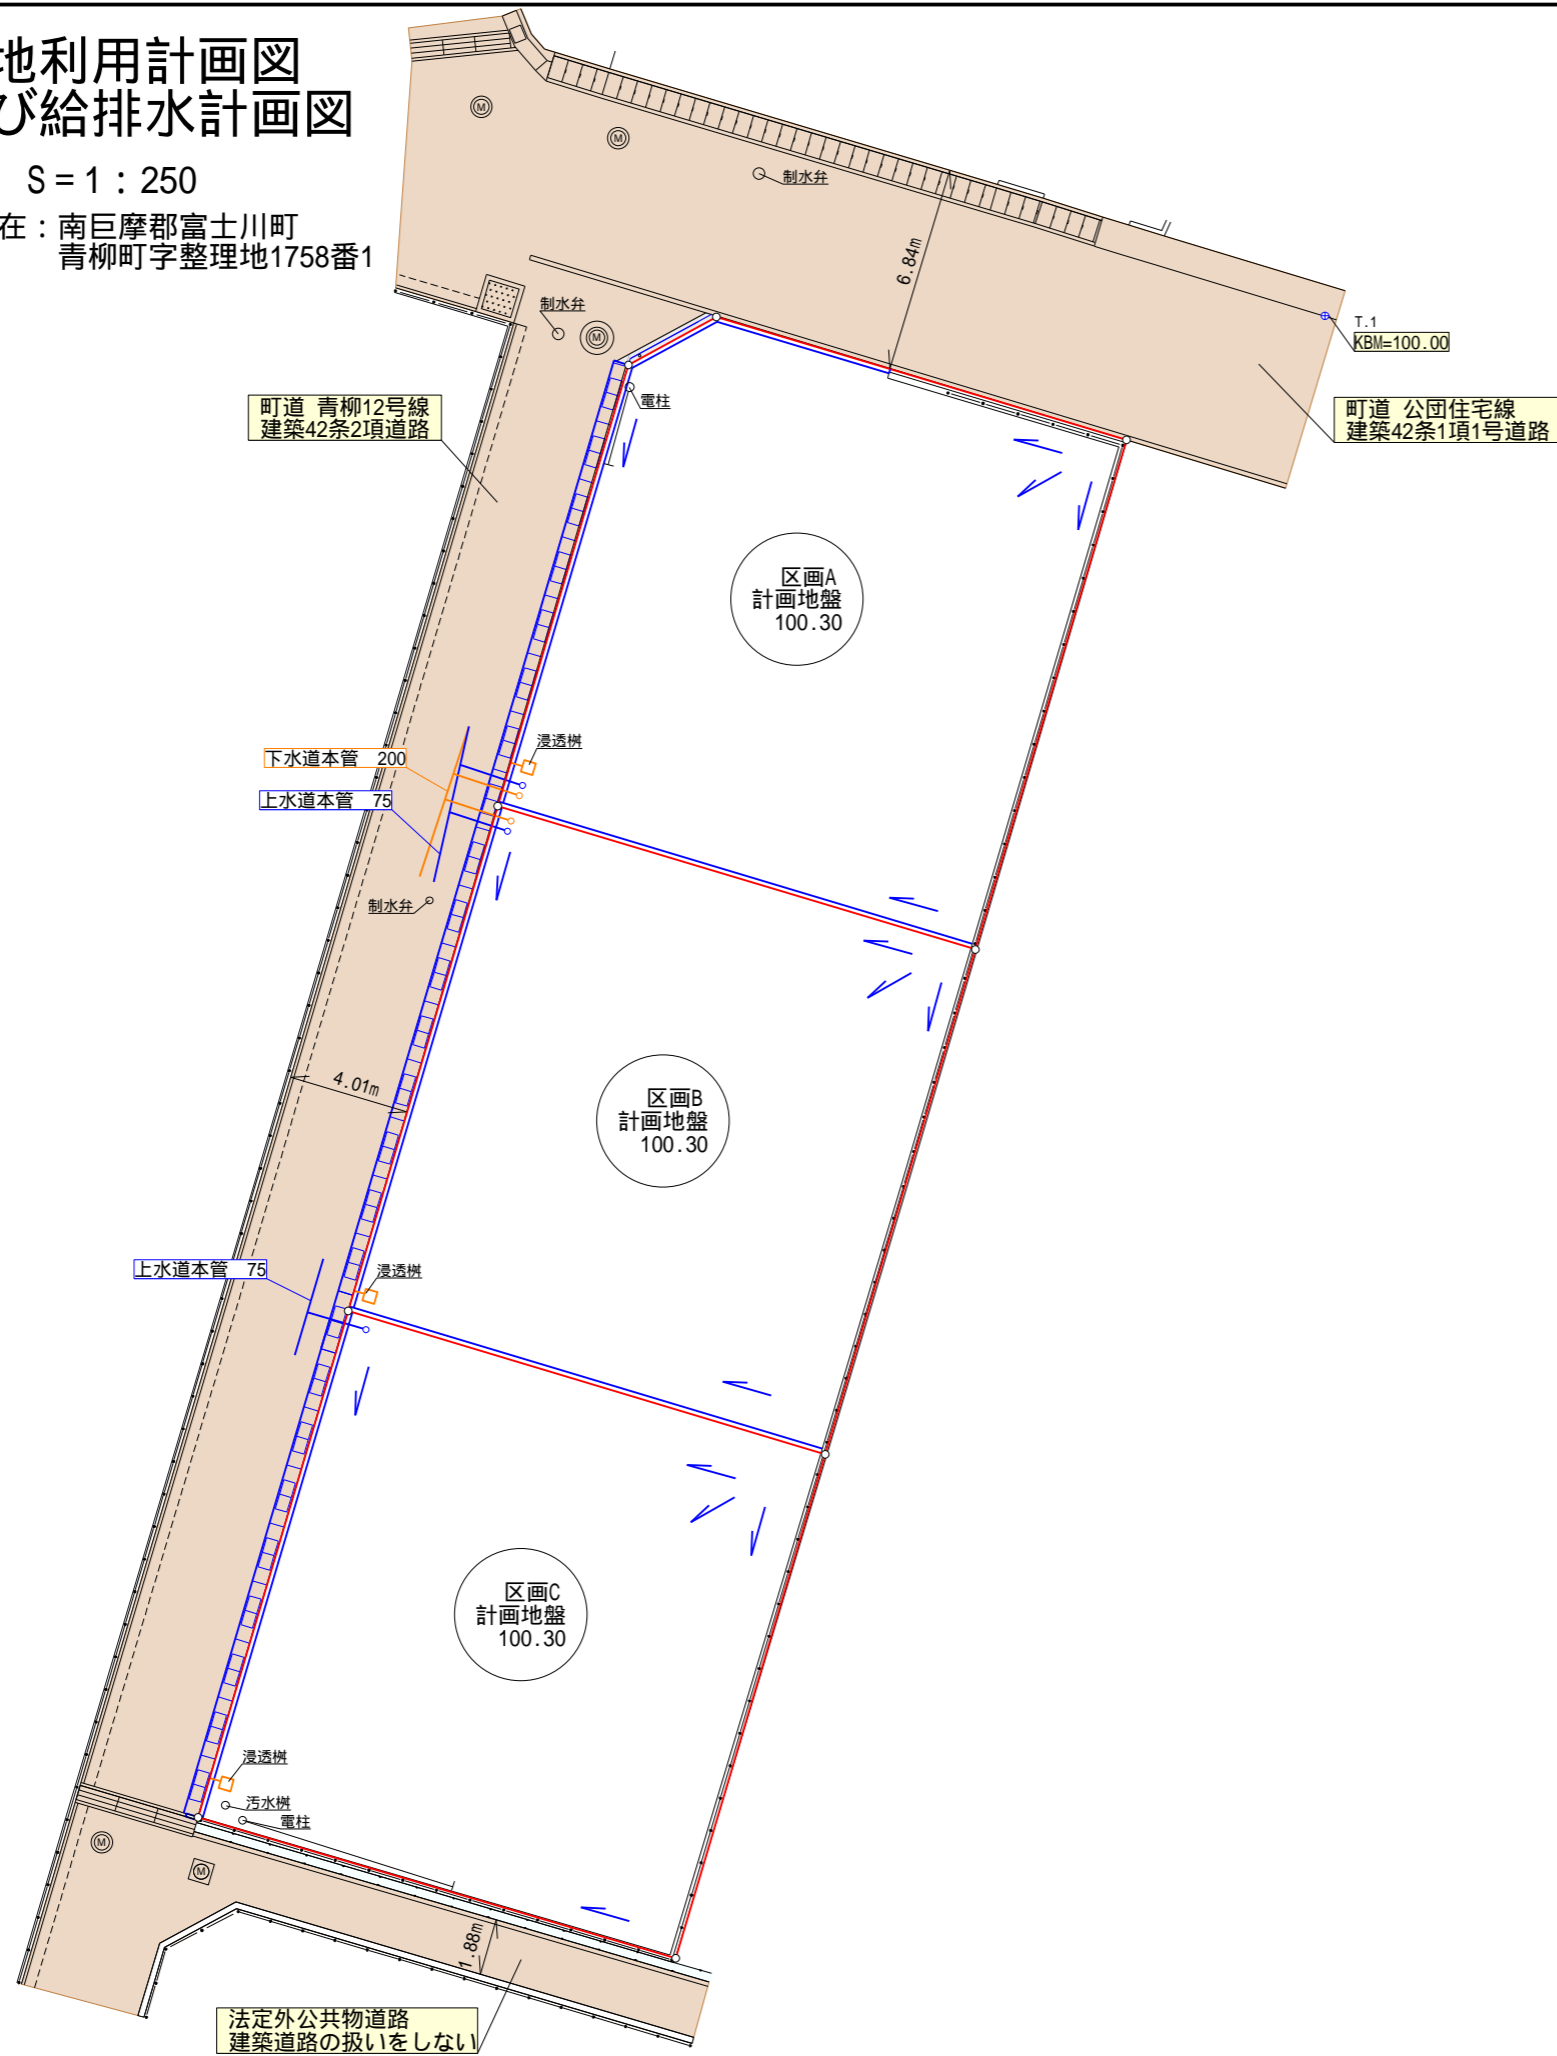 地利用計画図
び給排水計画図
S = 1 : 250
在 : 南巨摩郡富士川町
青柳町字整理地1758番1
M
M
制水弁
6.84m
制水弁
M
T.1
KBM=100.00
町道 青柳12号線
建築42条2項道路
電柱
町道 公団住宅線
建築42条1項1号道路
区画A
計画地盤
100.30
浸透桝
下水道本管 200
上水道本管 75
制水弁
4.01m
区画B
計画地盤
100.30
上水道本管 75
浸透桝
区画C
計画地盤
100.30
浸透桝
汚水桝
電柱
M
M
1.88m
法定外公共物道路
建築道路の扱いをしない